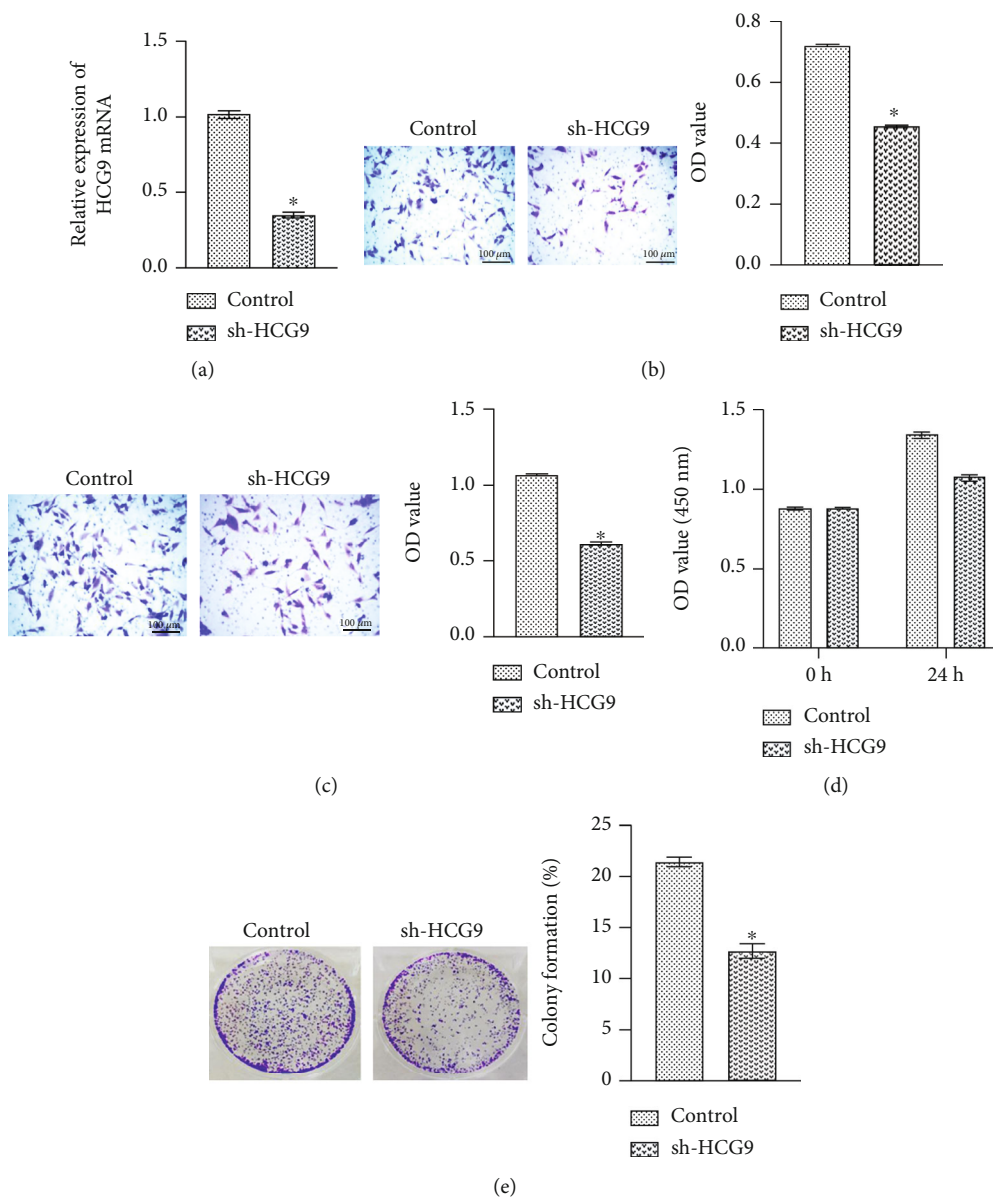 Relative expression of
HCG9 mRNA
1.5
1.0
0.5
0.0
*
Control
sh-HCG9
(a)
Control
sh-HCG9
100 µm
100 µm
OD value
0.8
0.6
0.4
0.2
0.0
*
Control
sh-HCG9
(b)
Control
sh-HCG9
100 µm
100 µm
OD value
1.5
1.0
0.5
0.0
*
Control
sh-HCG9
(c)
OD value (450 nm)
1.5
1.0
0.5
0.0
0 h
24 h
Control
sh-HCG9
(d)
Control
sh-HCG9
Colony formation (%)
25
20
15
10
5
0
*
Control
sh-HCG9
(e)